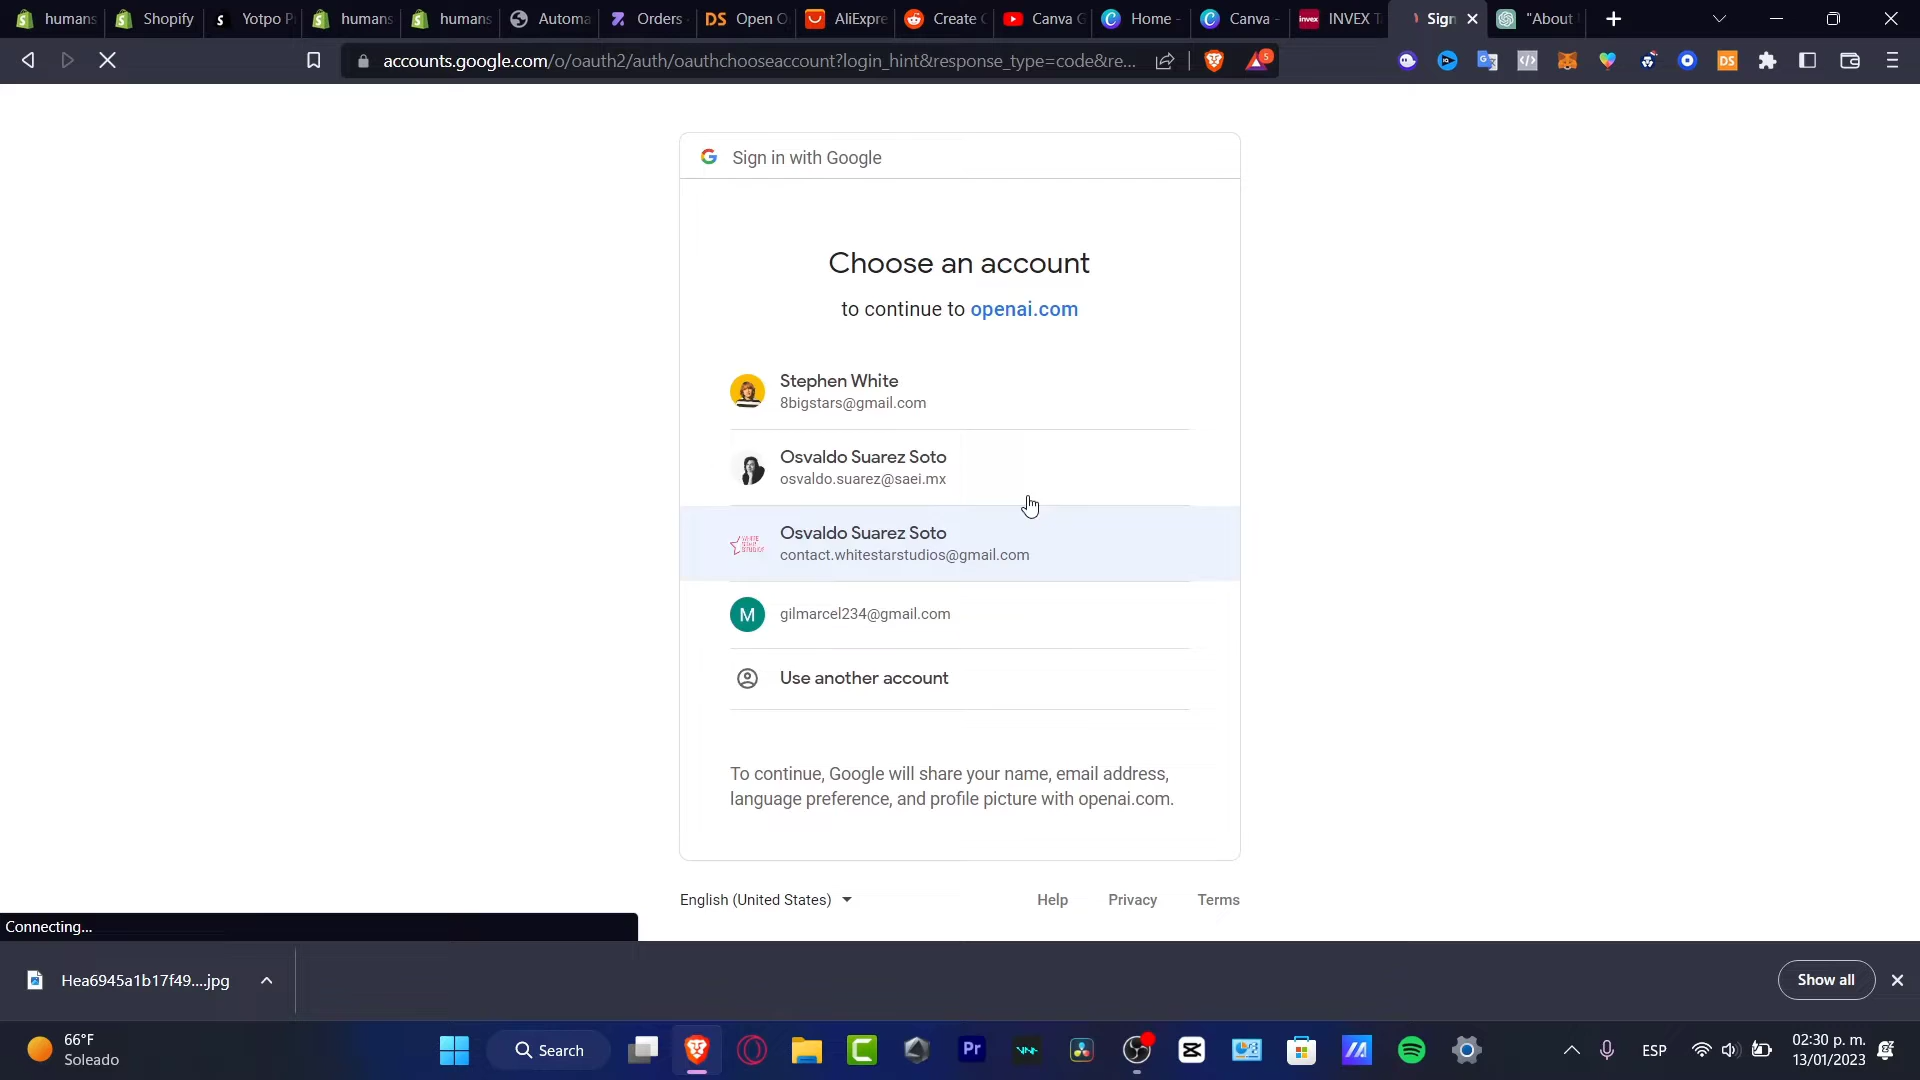 humans
Shopify
Yotpo P
humans
humans
Automa
Orders
DS
Open O
AliExpre
Create
Canva
Home -
Canva -
invex
INVEX T
Sign
"About
accounts.google.com/o/oauth2/auth/oauthchooseaccount?login_hint&response_type=code&re...
5
DS
Sign in with Google
Choose an account
to continue to openai.com
Stephen White
8bigstars@gmail.com
Osvaldo Suarez Soto
osvaldo.suarez@saei.mx
Osvaldo Suarez Soto
contact.whitestarstudios@gmail.com
M
gilmarcel234@gmail.com
Use another account
To continue, Google will share your name, email address,
language preference, and profile picture with openai.com.
English (United States)
Help
Privacy
Terms
Connecting...
Hea6945a1b17f49....jpg
Show all
66°F
Soleado
Search
Pr
ESP
02:30 p. m.
13/01/2023